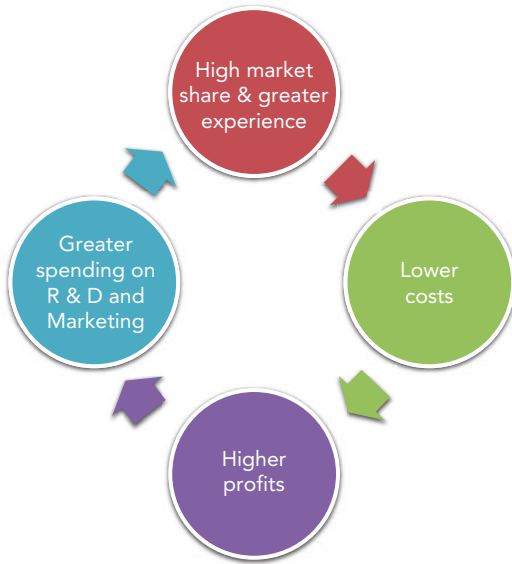 High market
share & greater
experience
Lower
costs
Higher
profits
Greater
spending on
R & D and
Marketing